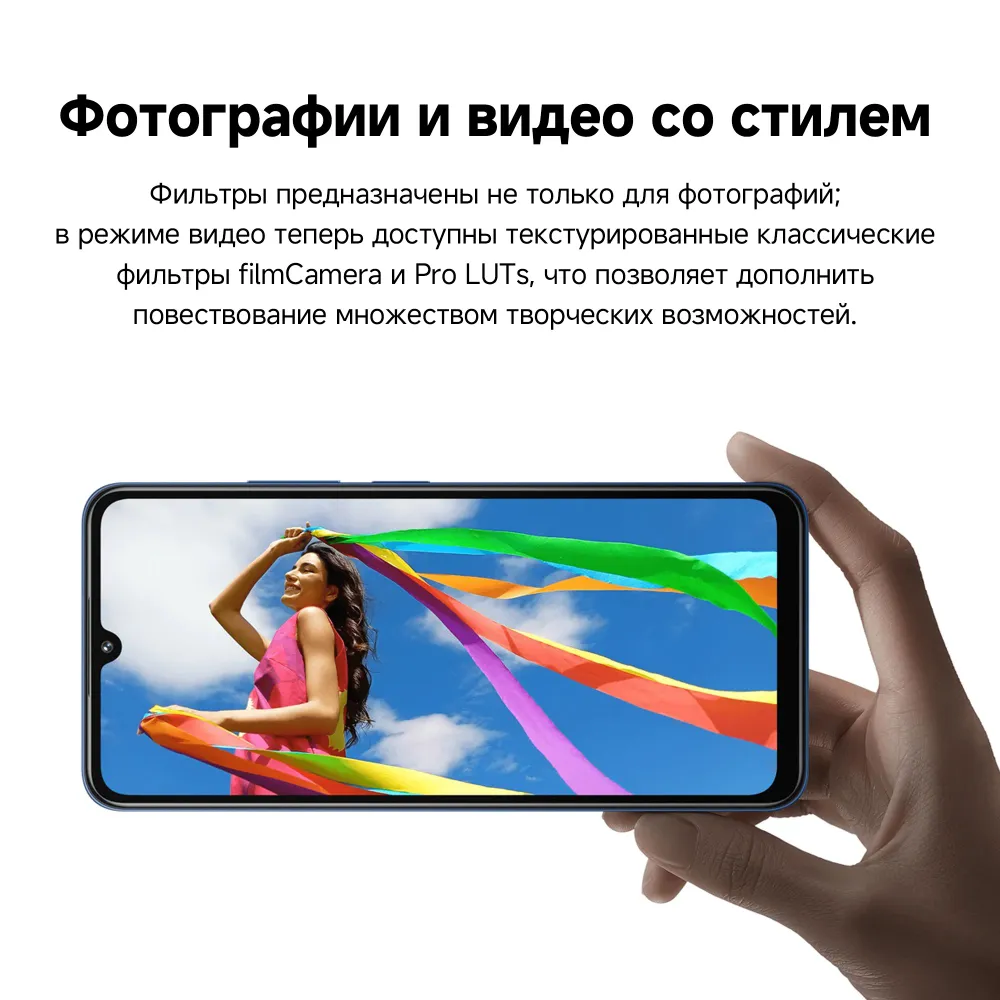 Фотографии и видео со стилем
Фильтры предназначены не только для фотографий;
в режиме видео теперь доступны текстурированные классические
фильтры filmCamera и Pro LUTs, что позволяет дополнить
повествование множеством творческих возможностей.